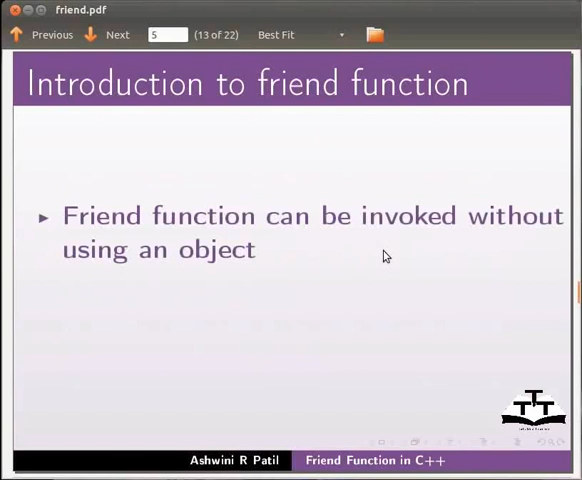 friend.pdf
Previous Next 5 (13 of 22) Best Fit
Introduction to friend function
Friend function can be invoked without
using an object
TTT
Ashwini R Patil Friend Function in C++